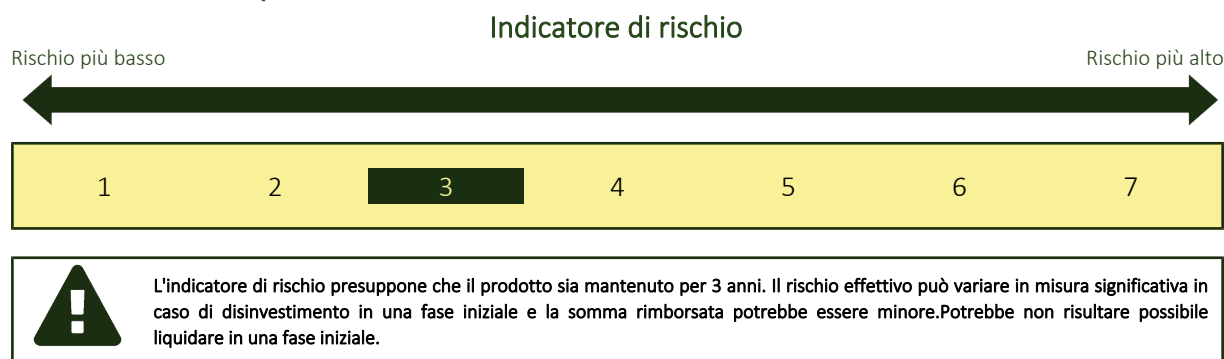 Indicatore di rischio
Rischio più basso
Rischio più alto
1 2 3 4 5 6 7
L'indicatore di rischio presuppone che il prodotto sia mantenuto per 3 anni. Il rischio effettivo può variare in misura significativa in
caso di disinvestimento in una fase iniziale e la somma rimborsata potrebbe essere minore.Potrebbe non risultare possibile
liquidare in una fase iniziale.